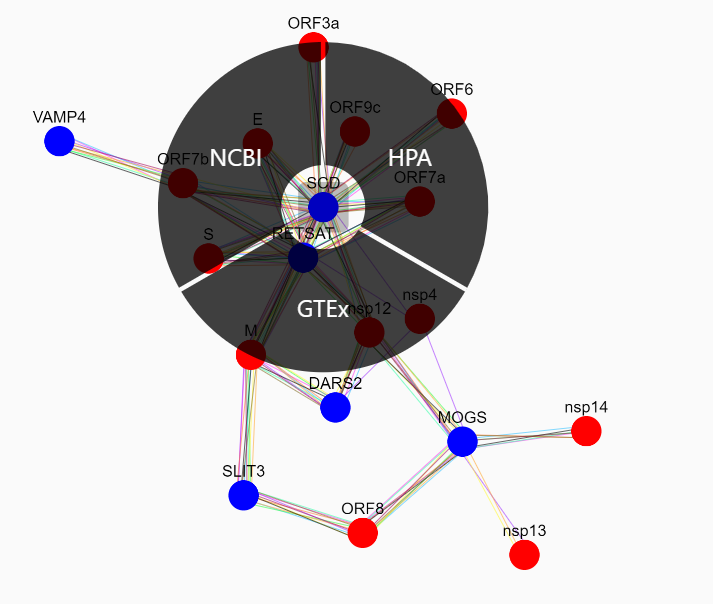 ORF3a
ORF6
ORF9c
VAMP4
E
NCBI
HPA
ORF7b
ORF7a
SCD
S
RETSAT
nsp4
GTEx
nsp12
M
DARS2
MOGS
nsp14
SLIT3
ORF8
nsp13